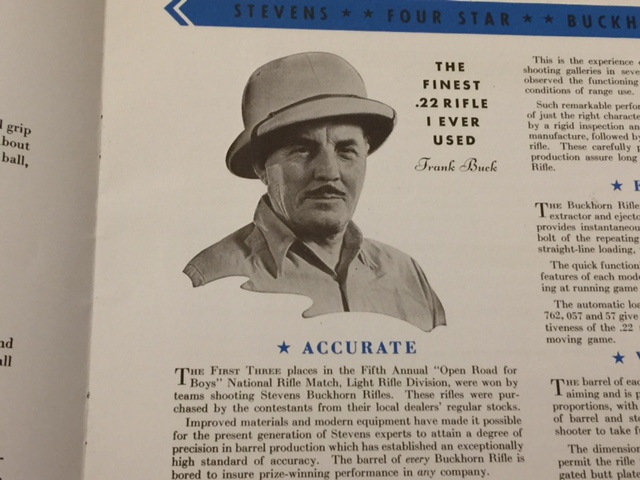 STEVENS ★ ★ FOUR STAR ★ ★ BUCKH
THE
FINEST
.22 RIFLE
I EVER
USED
Frank Buck
★ ACCURATE
THE FIRST THREE places in the Fifth Annual "Open Road for
Boys" National Rifle Match, Light Rifle Division, were won by
teams shooting Stevens Buckhorn Rifles. These rifles were pur-
chased by the contestants from their local dealers' regular stocks.
Improved materials and modern equipment have made it possible
for the present generation of Stevens experts to attain a degree of
precision in barrel production which has established an exceptionally
high standard of accuracy. The barrel of every Buckhorn Rifle is
bored to insure prize-winning performance in any company.
This is the experience
shooting galleries in seve
observed the functioning
conditions of range use.
Such remarkable perfor
of just the right characte
by a rigid inspection an
manufacture, followed by
rifle. These carefully p
production assure long
Rifle.
★ E
THE Buckhorn Rifle
extractor and ejecto
provides instantaneou
bolt of the repeating
straight-line loading.
The quick function
features of each mode
ing at running game
The automatic loa
762, 057 and 57 give
tiveness of the .22
moving game.
★
THE barrel of eac
aiming and is p
proportions, with
of barrel and ste
shooter to take fu
The dimension
permit the rifle
gated butt plate
l grip
bout
ball,
nd
all